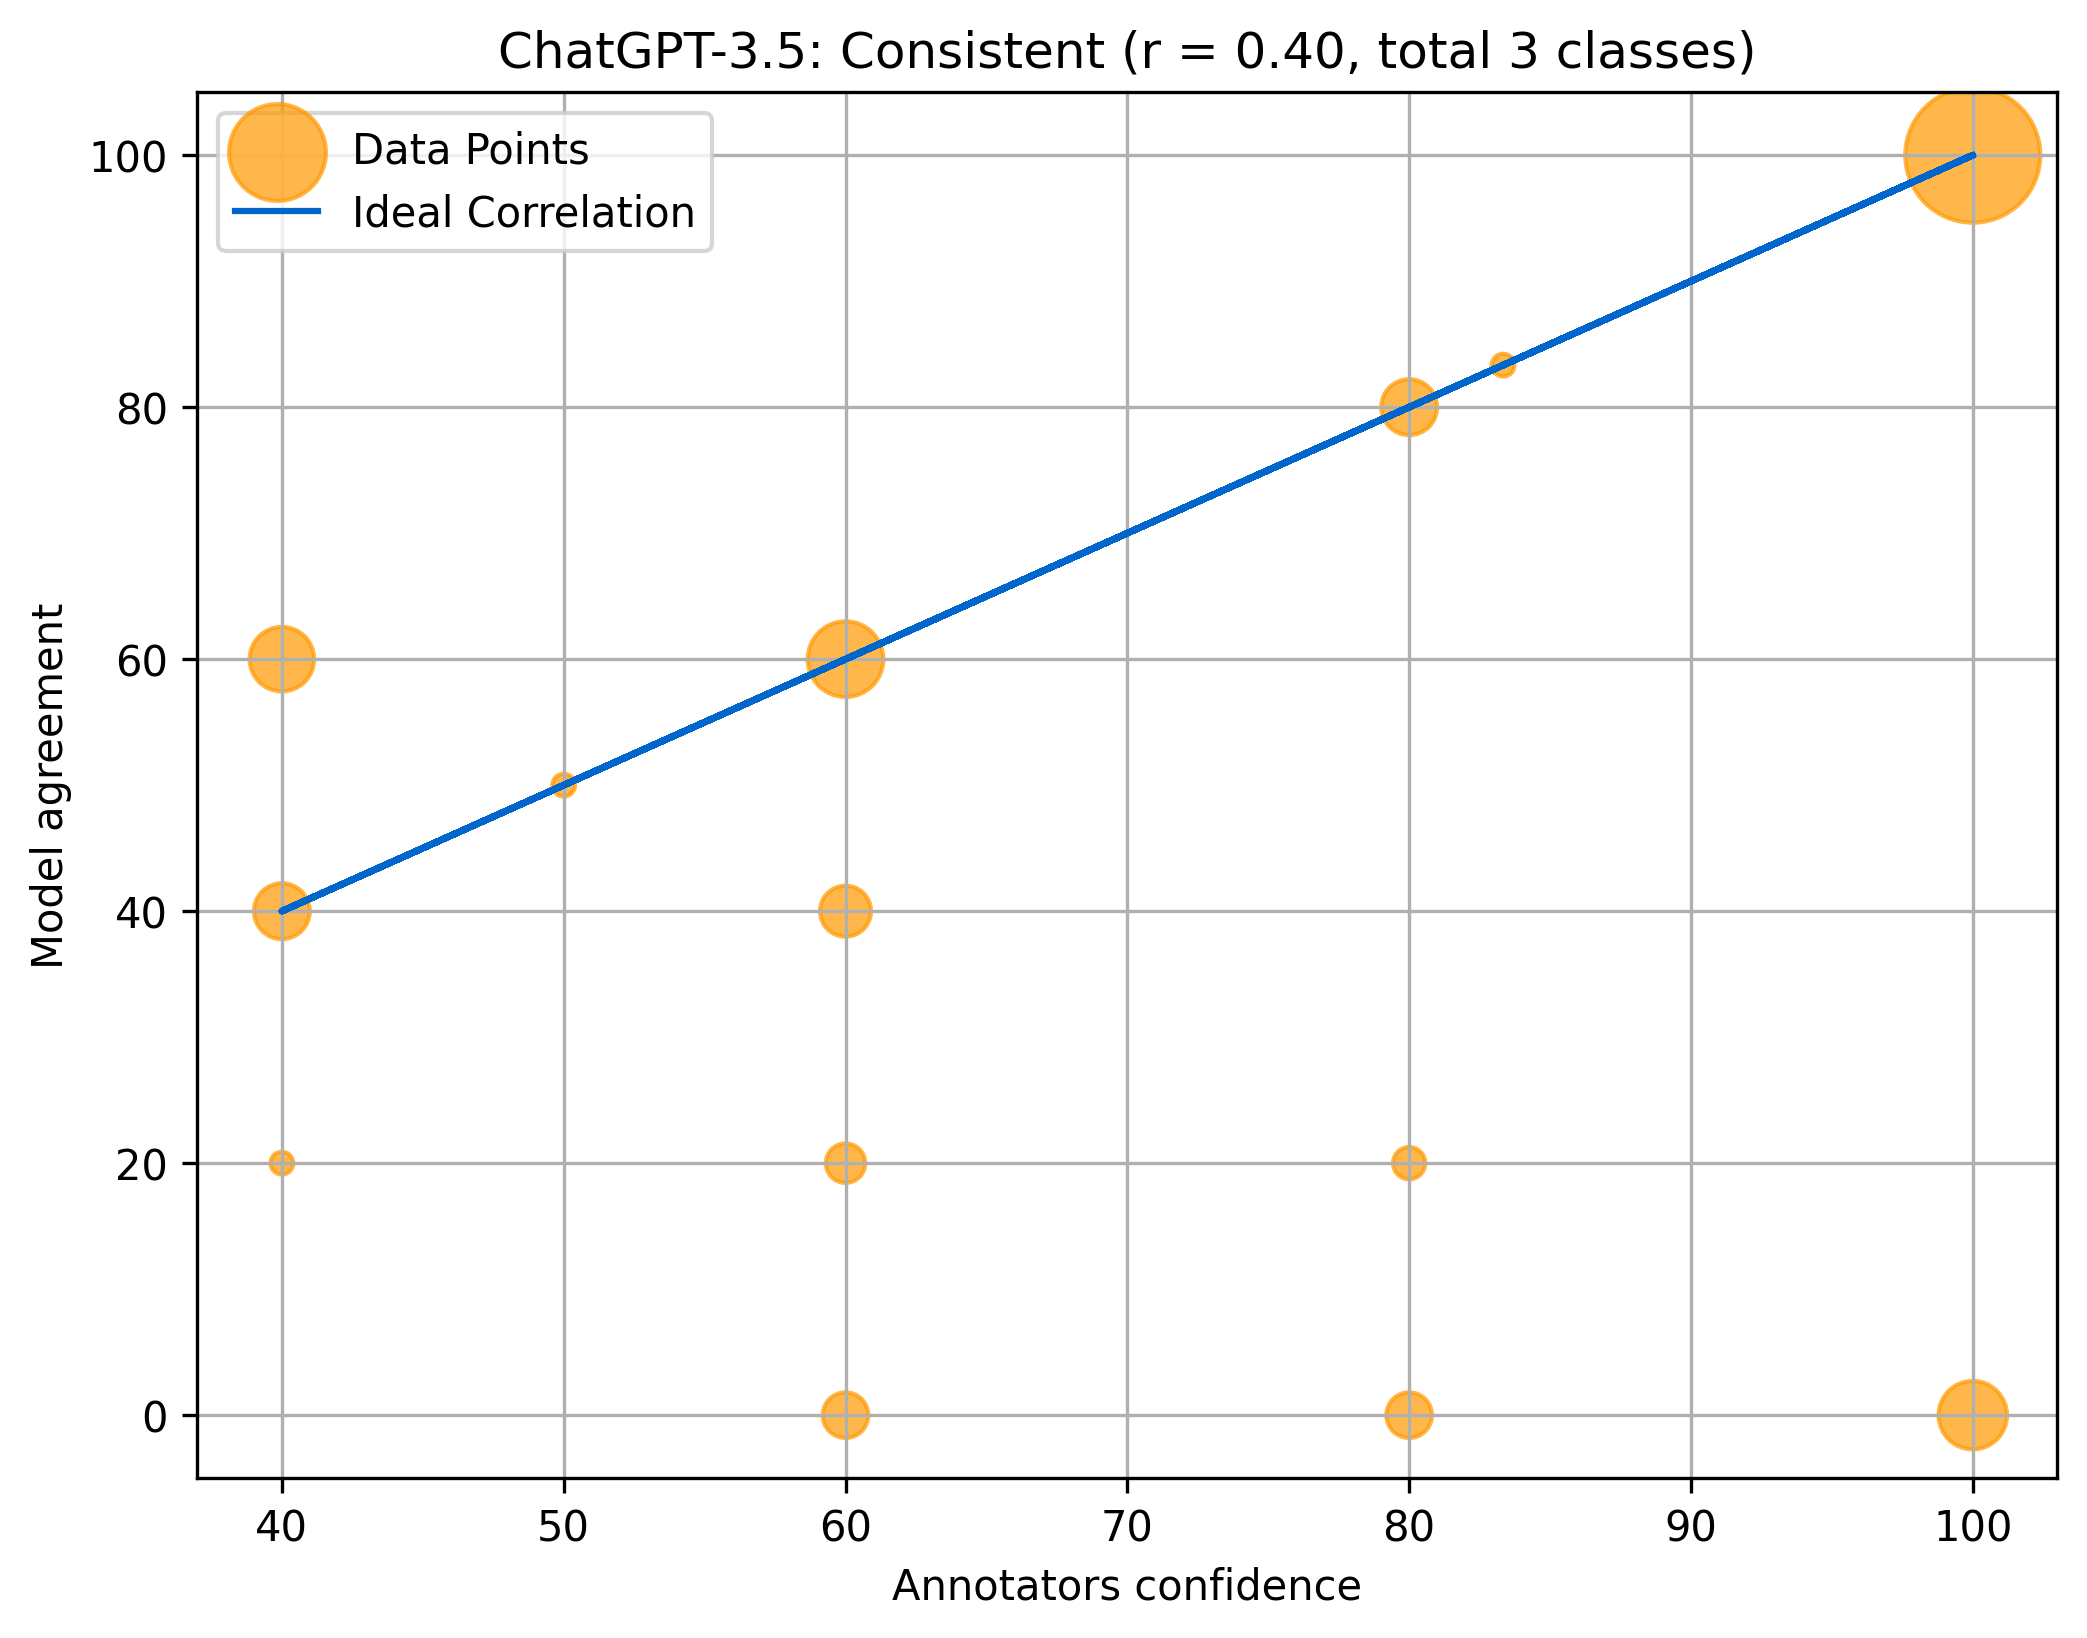 ChatGPT-3.5: Consistent (r = 0.40, total 3 classes)
Data Points
Ideal Correlation
100
80
60
40
20
0
Model agreement
40 50 60 70 80 90 100
Annotators confidence